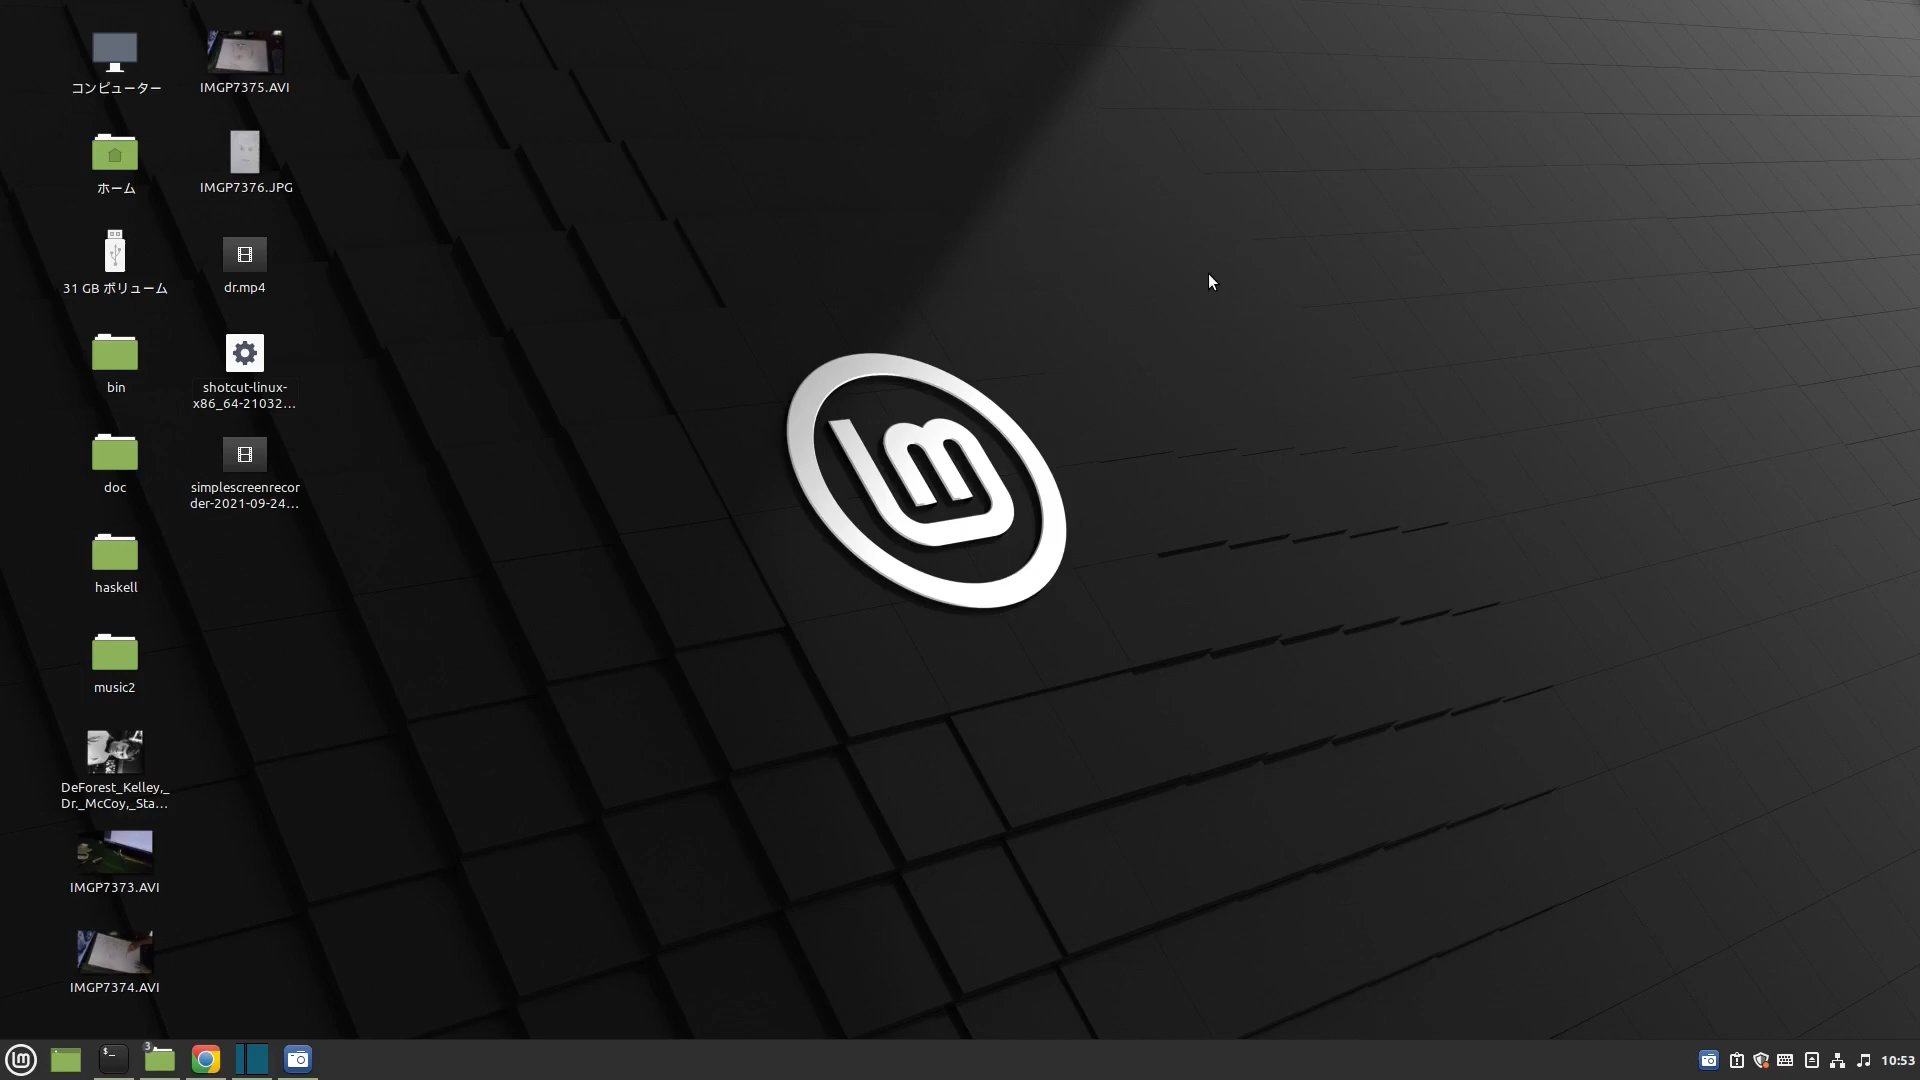 コンピューター
ホーム
31 GB ボリューム
bin
doc
haskell
music2
DeForest_Kelley,_
Dr._McCoy,_Sta...
IMGP7373.AVI
IMGP7374.AVI
IMGP7375.AVI
IMGP7376.JPG
dr.mp4
shotcut-linux-
x86_64-21032...
simplescreenrecor
der-2021-09-24...
3
10:53